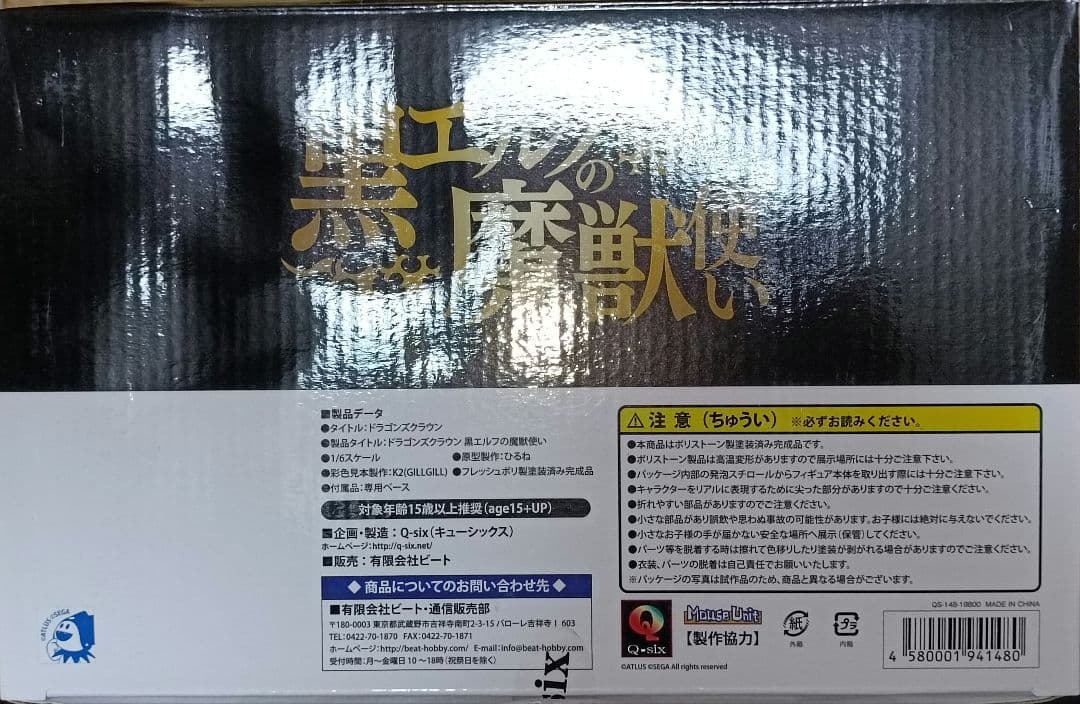 黒エルフの
魔獣使い
■製品データ
●タイトル：ドラゴンズクラウン
●製品タイトル：ドラゴンズクラウン 黒エルフの魔獣使い
●1/6スケール ●原型製作：ひるね
●彩色見本製作：K2(GILLGILL) ●フレッシュポリ製塗装済み完成品
●付属品：専用ベース
対象年齢15歳以上推奨(age15+UP)
■企画・製造：Q-six(キューシックス)
ホームページ：http://q-six.net/
■販売：有限会社ビート
◆商品についてのお問い合わせ先◆
■有限会社ビート・通信販売部
〒180-0003 東京都武蔵野市吉祥寺南町2-3-15 バローレ吉祥寺Ⅰ 603
TEL：0422-70-1870 FAX：0422-70-1871
ホームページ：http://beat-hobby.com/ E-mail：info@beat-hobby.com
受付時間：月～金曜日 10～18時(祝祭日を除く)
six
⚠注意(ちゅうい) ※必ずお読みください。
●本商品はポリストーン製塗装済み完成品です。
●ポリストーン製品は高温変形がありますので展示場所には十分ご注意下さい。
●パッケージ内部の発泡スチロールからフィギュア本体を取り出す際には十分ご注意下さい。
●キャラクターをリアルに表現するために尖った部分がありますので十分ご注意ください。
●折れやすい部品がありますのでご注意ください。
●小さな部品があり誤飲や思わぬ事故の可能性があります。お子様には絶対に与えないでください。
●小さなお子様の手が届かない安全な場所へ展示(保管)してください。
●パーツ等を脱着する時は擦れて色移りしたり塗装が剥がれる場合がありますのでご注意ください。
●衣装、パーツの脱着は自己責任でお願いいたします。
※パッケージの写真は試作品のため、商品と異なる場合がございます。
QS-148-19800 MADE IN CHINA
Q
Q-six
Mouse Unit
【製作協力】
紙
外箱
プラ
内箱
4 580001 941480
©ATLUS ©SEGA All rights reserved
©ATLUS ©SEGA